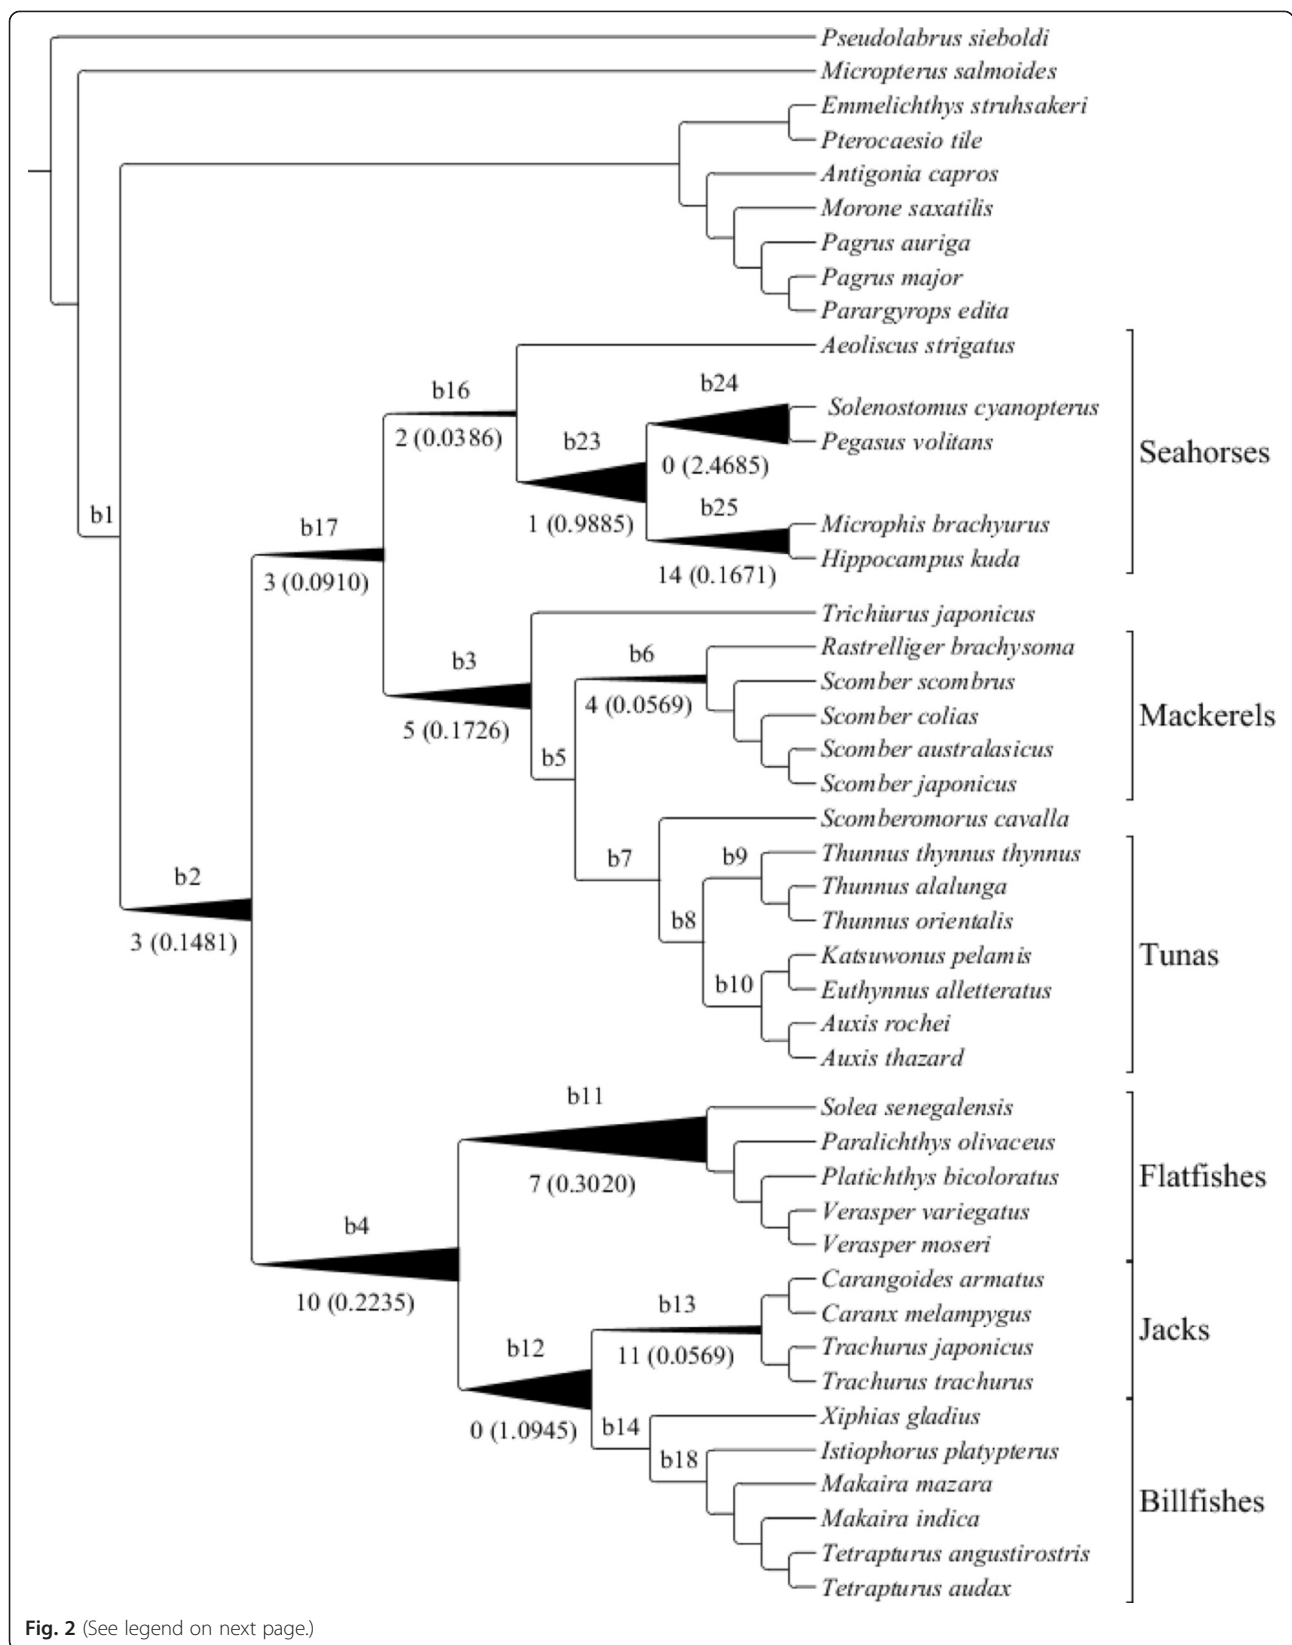 Pseudolabrus sieboldi
Micropterus salmoides
Emmelichthys struhsakeri
Pterocaesio tile
Antigonia capros
Morone saxatilis
Pagrus auriga
Pagrus major
Parargyrops edita
Aeoliscus strigatus
b16
b24
2 (0.0386)
Solenostomus cyanopterus
b23
Pegasus volitans
Seahorses
0 (2.4685)
b1
b25
b17
1 (0.9885)
Microphis brachyurus
Hippocampus kuda
3 (0.0910)
14 (0.1671)
Trichiurus japonicus
b3
b6
Rastrelliger brachysoma
Scomber scombrus
4 (0.0569)
Scomber colias
Mackerels
5 (0.1726)
b5
Scomber australasicus
Scomber japonicus
Scomberomorus cavalla
b7
b9
Thunnus thynnus thynnus
b2
Thunnus alalunga
b8
Thunnus orientalis
3 (0.1481)
Katsuwonus pelamis
Tunas
b10
Euthynnus alletteratus
Auxis rochei
Auxis thazard
b11
Solea senegalensis
Paralichthys olivaceus
7 (0.3020)
Platichthys bicoloratus
Flatfishes
Verasper variegatus
b4
Verasper moseri
Carangoides armatus
10 (0.2235)
b13
Caranx melampygus
Jacks
b12
11 (0.0569)
Trachurus japonicus
Trachurus trachurus
Xiphias gladius
0 (1.0945)
b14
Istiophorus platypterus
b18
Makaira mazara
Billfishes
Makaira indica
Tetrapturus angustirostris
Tetrapturus audax
Fig. 2 (See legend on next page.)